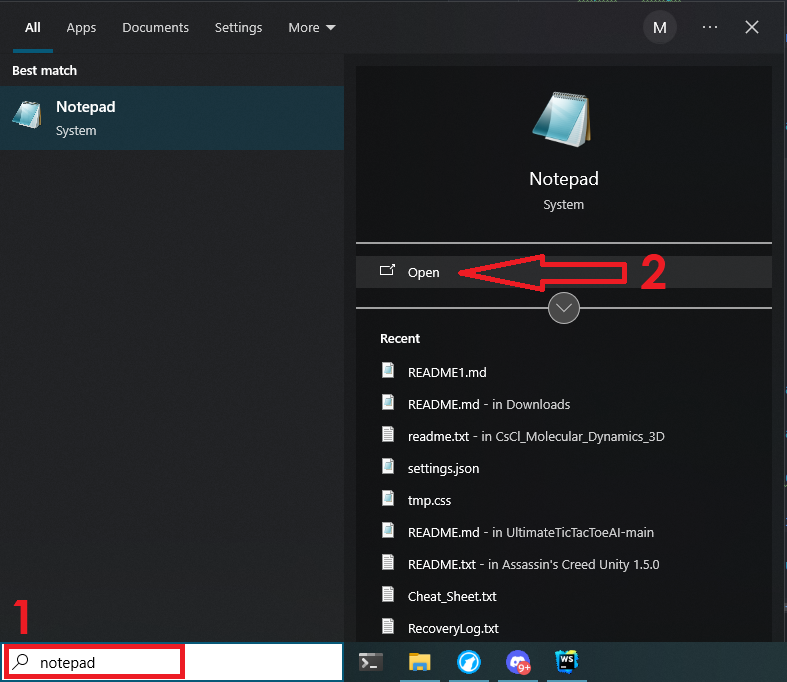 All Apps Documents Settings More M ...
Best match
Notepad
System
Notepad
System
Open 2
Recent
README1.md
README.md - in Downloads
readme.txt - in CsCl_Molecular_Dynamics_3D
settings.json
tmp.css
README.md - in UltimateTicTacToeAI-main
README.txt - in Assassin's Creed Unity 1.5.0
Cheat_Sheet.txt
RecoveryLog.txt
1
notepad
9+ WS